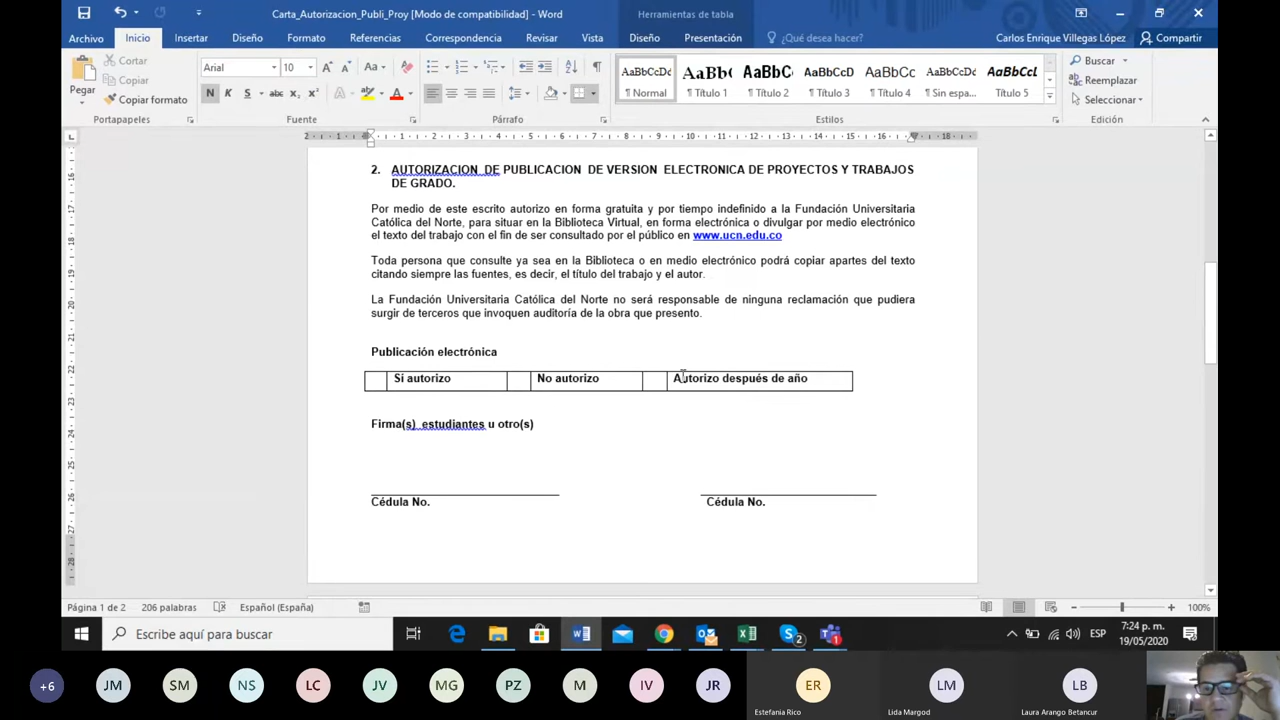 Carta_Autorizacion_Publi_Proy [Modo de compatibilidad] - Word
Herramientas de tabla
Archivo Inicio Insertar Diseño Formato Referencias Correspondencia Revisar Vista Diseño Presentación ¿Qué desea hacer? Carlos Enrique Villegas López Compartir
Pegar
Cortar
Copiar
Copiar formato
Portapapeles
Arial 10
Aa
N K S abc x₂ x²
Fuente
Párrafo
AaBbCcDd AaBb( AaBbC AaBbCcD AaBbCcD AaBbCcDd AaBbCcl
¶ Normal ¶ Título 1 ¶ Título 2 ¶ Título 3 ¶ Título 4 ¶ Sin espa... Título 5
Estilos
Buscar
Reemplazar
Seleccionar
Edición
2. AUTORIZACION DE PUBLICACION DE VERSION ELECTRONICA DE PROYECTOS Y TRABAJOS
DE GRADO.
Por medio de este escrito autorizo en forma gratuita y por tiempo indefinido a la Fundación Universitaria
Católica del Norte, para situar en la Biblioteca Virtual, en forma electrónica o divulgar por medio electrónico
el texto del trabajo con el fin de ser consultado por el público en www.ucn.edu.co
Toda persona que consulte ya sea en la Biblioteca o en medio electrónico podrá copiar apartes del texto
citando siempre las fuentes, es decir, el título del trabajo y el autor.
La Fundación Universitaria Católica del Norte no será responsable de ninguna reclamación que pudiera
surgir de terceros que invoquen auditoría de la obra que presento.
Publicación electrónica
Si autorizo No autorizo Autorizo después de año
Firma(s) estudiantes u otro(s)
Cédula No. Cédula No.
Página 1 de 2 206 palabras Español (España) 100%
Escribe aquí para buscar
2
1
ESP
7:24 p. m.
19/05/2020
+6 JM SM NS LC JV MG PZ M IV JR ER LM LB
Estefania Rico Lida Margod Laura Arango Betancur